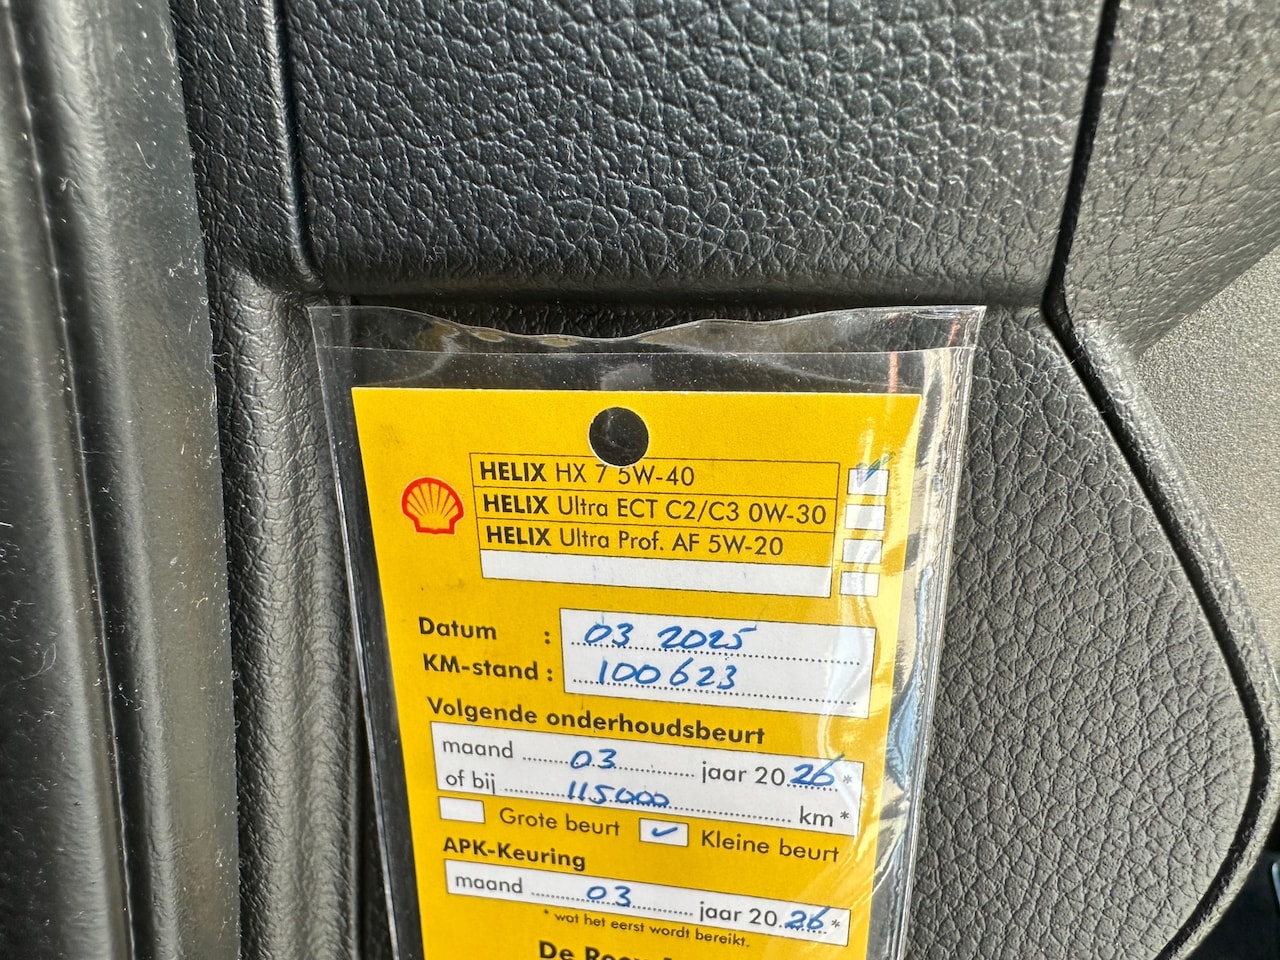 HELIX HX 7 5W-40
HELIX Ultra ECT C2/C3 0W-30
HELIX Ultra Prof. AF 5W-20
Datum : 03 2025
KM-stand : 100623
Volgende onderhoudsbeurt
maand 03 jaar 2026 *
of bij 115000 km *
Grote beurt Kleine beurt
APK-Keuring
maand 03 jaar 2026 *
* wat het eerst wordt bereikt.
De